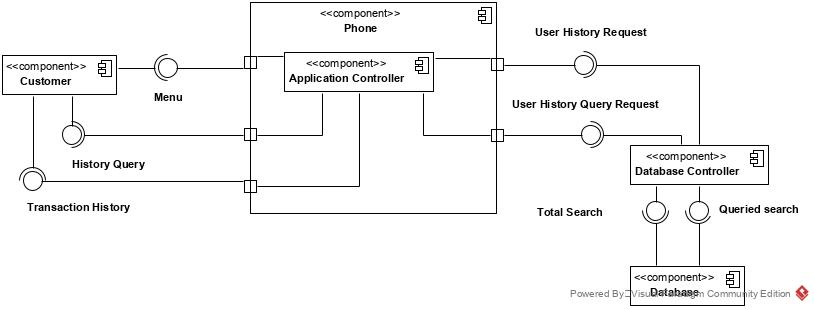 <<component>>
Phone
User History Request
<<component>>
Customer
<<component>>
Application Controller
Menu
User History Query Request
History Query
<<component>>
Database Controller
Transaction History
Total Search
Queried search
<<component>>
Database
Powered By Visual Paradigm Community Edition